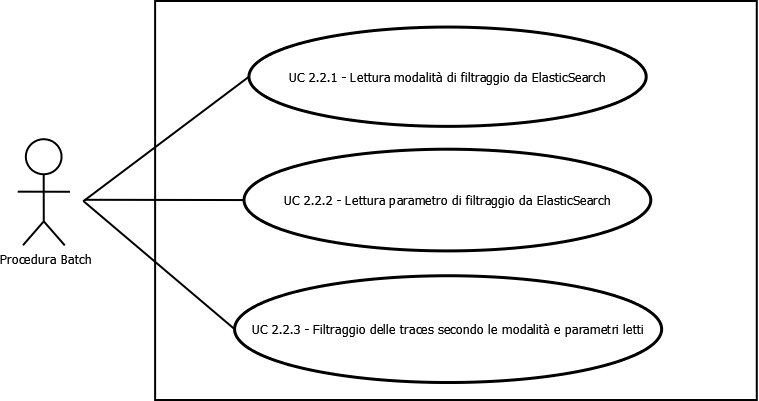 UC 2.2.1 - Lettura modalità di filtraggio da ElasticSearch
UC 2.2.2 - Lettura parametro di filtraggio da ElasticSearch
Procedura Batch
UC 2.2.3 - Filtraggio delle traces secondo le modalità e parametri letti